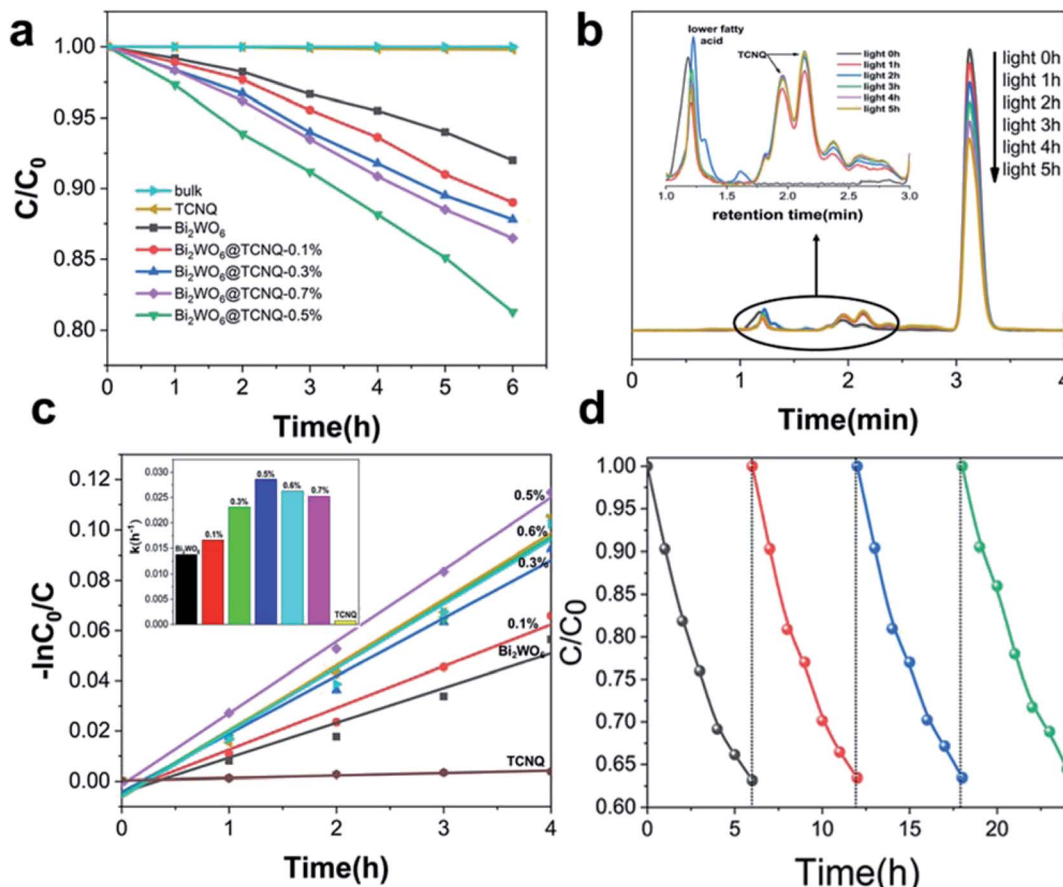 a
C/C₀
1.00
0.95
0.90
0.85
0.80
bulk
TCNQ
Bi₂WO₆
Bi₂WO₆@TCNQ-0.1%
Bi₂WO₆@TCNQ-0.3%
Bi₂WO₆@TCNQ-0.7%
Bi₂WO₆@TCNQ-0.5%
0 1 2 3 4 5 6
Time(h)
b
lower fatty
acid
TCNQ
light 0h
light 1h
light 2h
light 3h
light 4h
light 5h
1.0 1.5 2.0 2.5 3.0
retention time(min)
light 0h
light 1h
light 2h
light 3h
light 4h
light 5h
0 1 2 3 4
Time(min)
c
-lnC₀/C
0.12
0.10
0.08
0.06
0.04
0.02
0.00
k(h⁻¹)
0.030
0.025
0.020
0.015
0.010
0.005
0.000
Bi₂WO₆
0.1%
0.3%
0.5%
0.6%
0.7%
TCNQ
0.5%
0.6%
0.3%
0.1%
Bi₂WO₆
TCNQ
0 1 2 3 4
Time(h)
d
C/C0
1.00
0.95
0.90
0.85
0.80
0.75
0.70
0.65
0.60
0 5 10 15 20
Time(h)